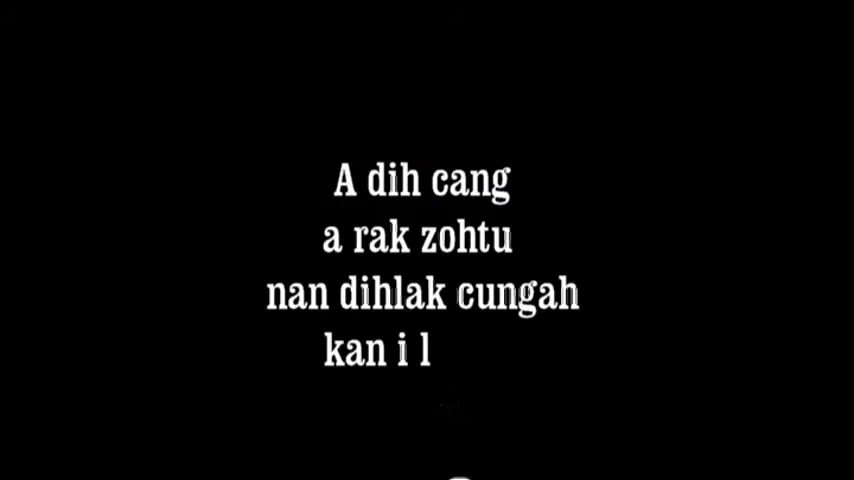 A dih cang
a rak zohtu
nan dihlak cungah
kan i l